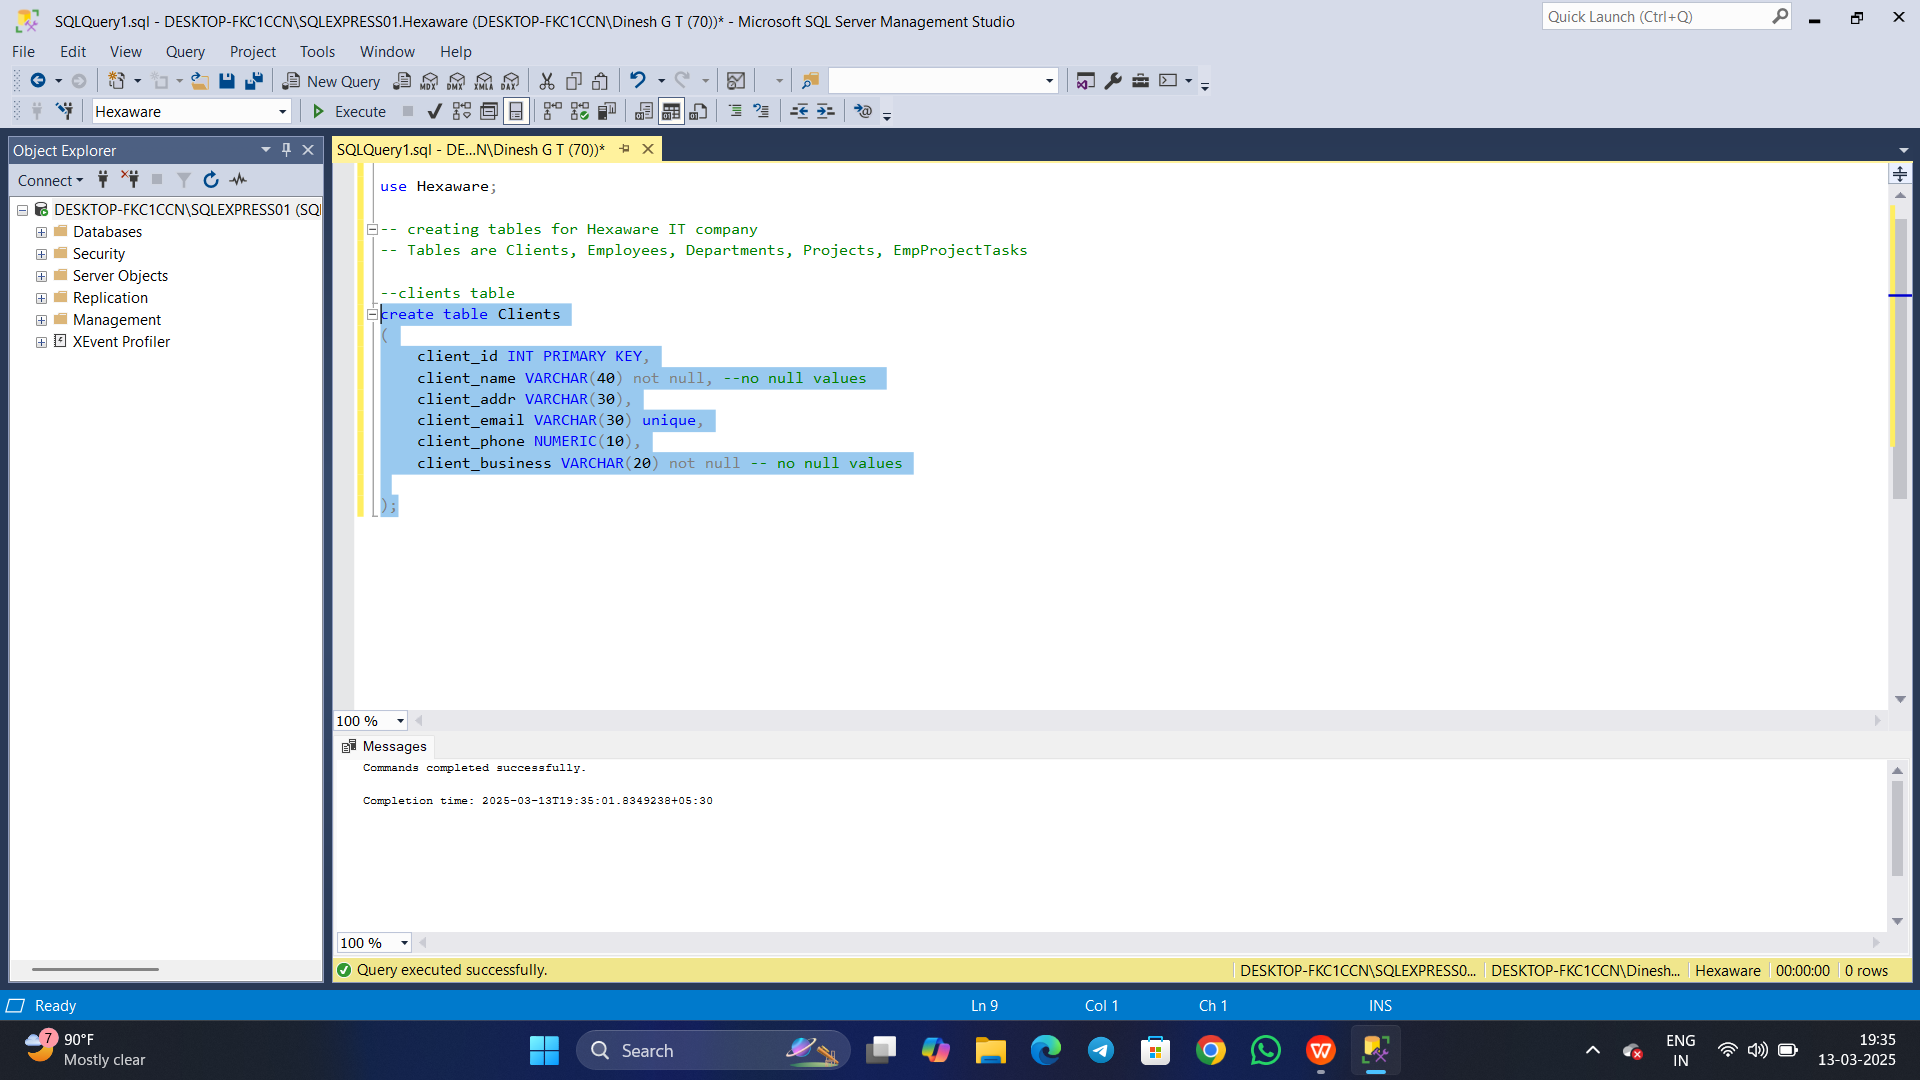 SQLQuery1.sql - DESKTOP-FKC1CCN\SQLEXPRESS01.Hexaware (DESKTOP-FKC1CCN\Dinesh G T (70))* - Microsoft SQL Server Management Studio
Quick Launch (Ctrl+Q)
File Edit View Query Project Tools Window Help
New Query MDX DMX XMLA DAX
Hexaware Execute
Object Explorer
SQLQuery1.sql - DE...N\Dinesh G T (70))*
Connect
DESKTOP-FKC1CCN\SQLEXPRESS01 (SQL
Databases
Security
Server Objects
Replication
Management
XEvent Profiler
use Hexaware;
-- creating tables for Hexaware IT company
-- Tables are Clients, Employees, Departments, Projects, EmpProjectTasks
--clients table
create table Clients
(
client_id INT PRIMARY KEY,
client_name VARCHAR(40) not null, --no null values
client_addr VARCHAR(30),
client_email VARCHAR(30) unique,
client_phone NUMERIC(10),
client_business VARCHAR(20) not null -- no null values
);
100 %
Messages
Commands completed successfully.
Completion time: 2025-03-13T19:35:01.8349238+05:30
100 %
Query executed successfully.
DESKTOP-FKC1CCN\SQLEXPRESS0... DESKTOP-FKC1CCN\Dinesh... Hexaware 00:00:00 0 rows
Ready Ln 9 Col 1 Ch 1 INS
7
90°F
Mostly clear
Search
ENG
IN
19:35
13-03-2025